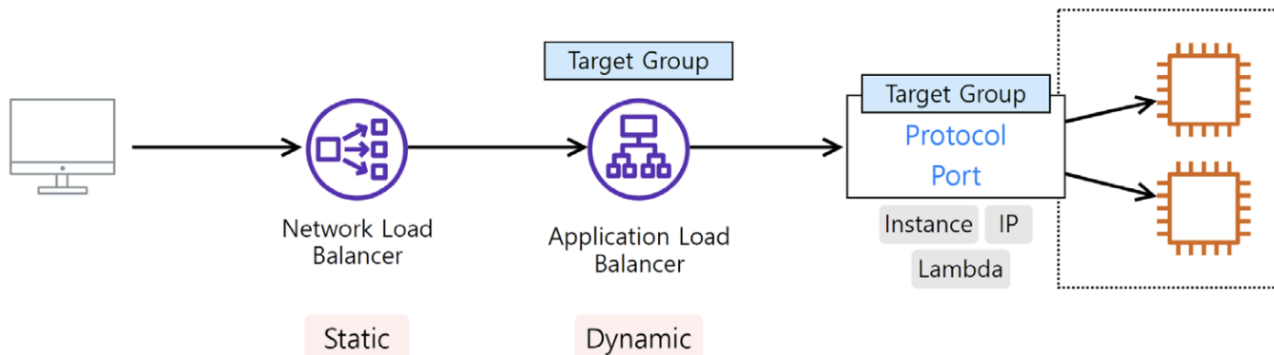 Target Group
Target Group
Protocol
Port
Network Load
Balancer
Application Load
Balancer
Instance
IP
Lambda
Static
Dynamic